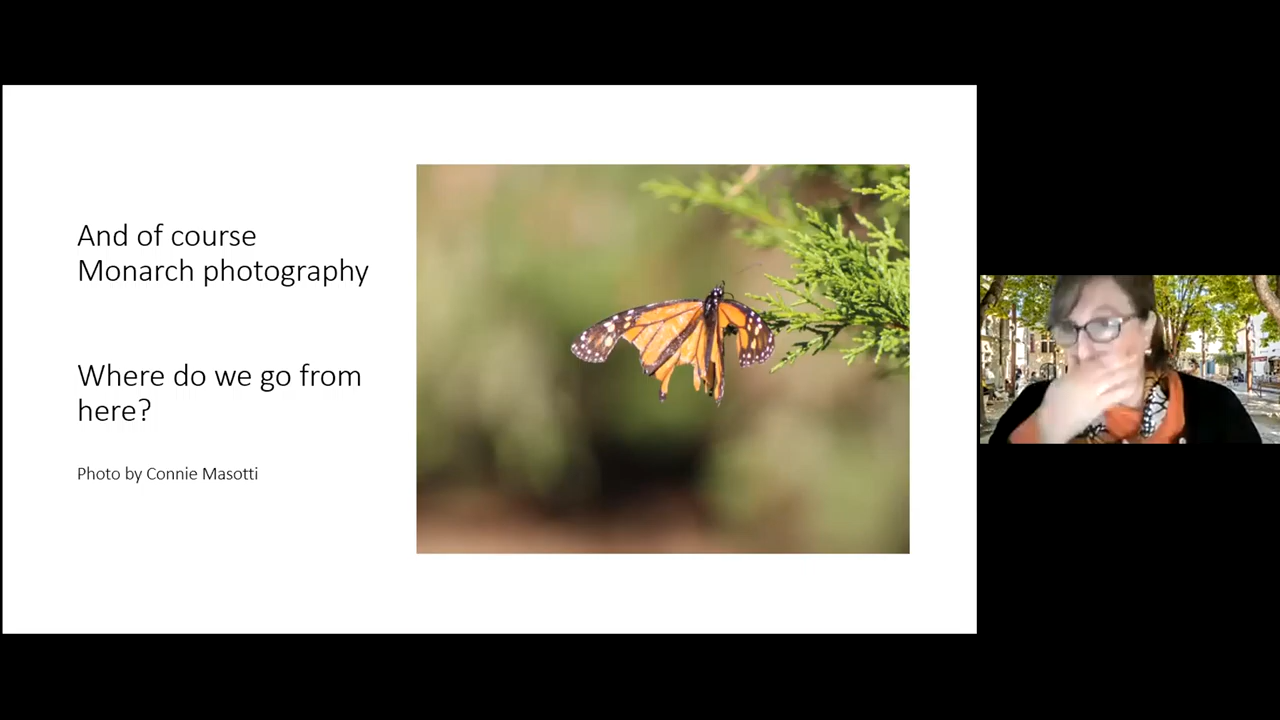 And of course
Monarch photography
Where do we go from
here?
Photo by Connie Masotti